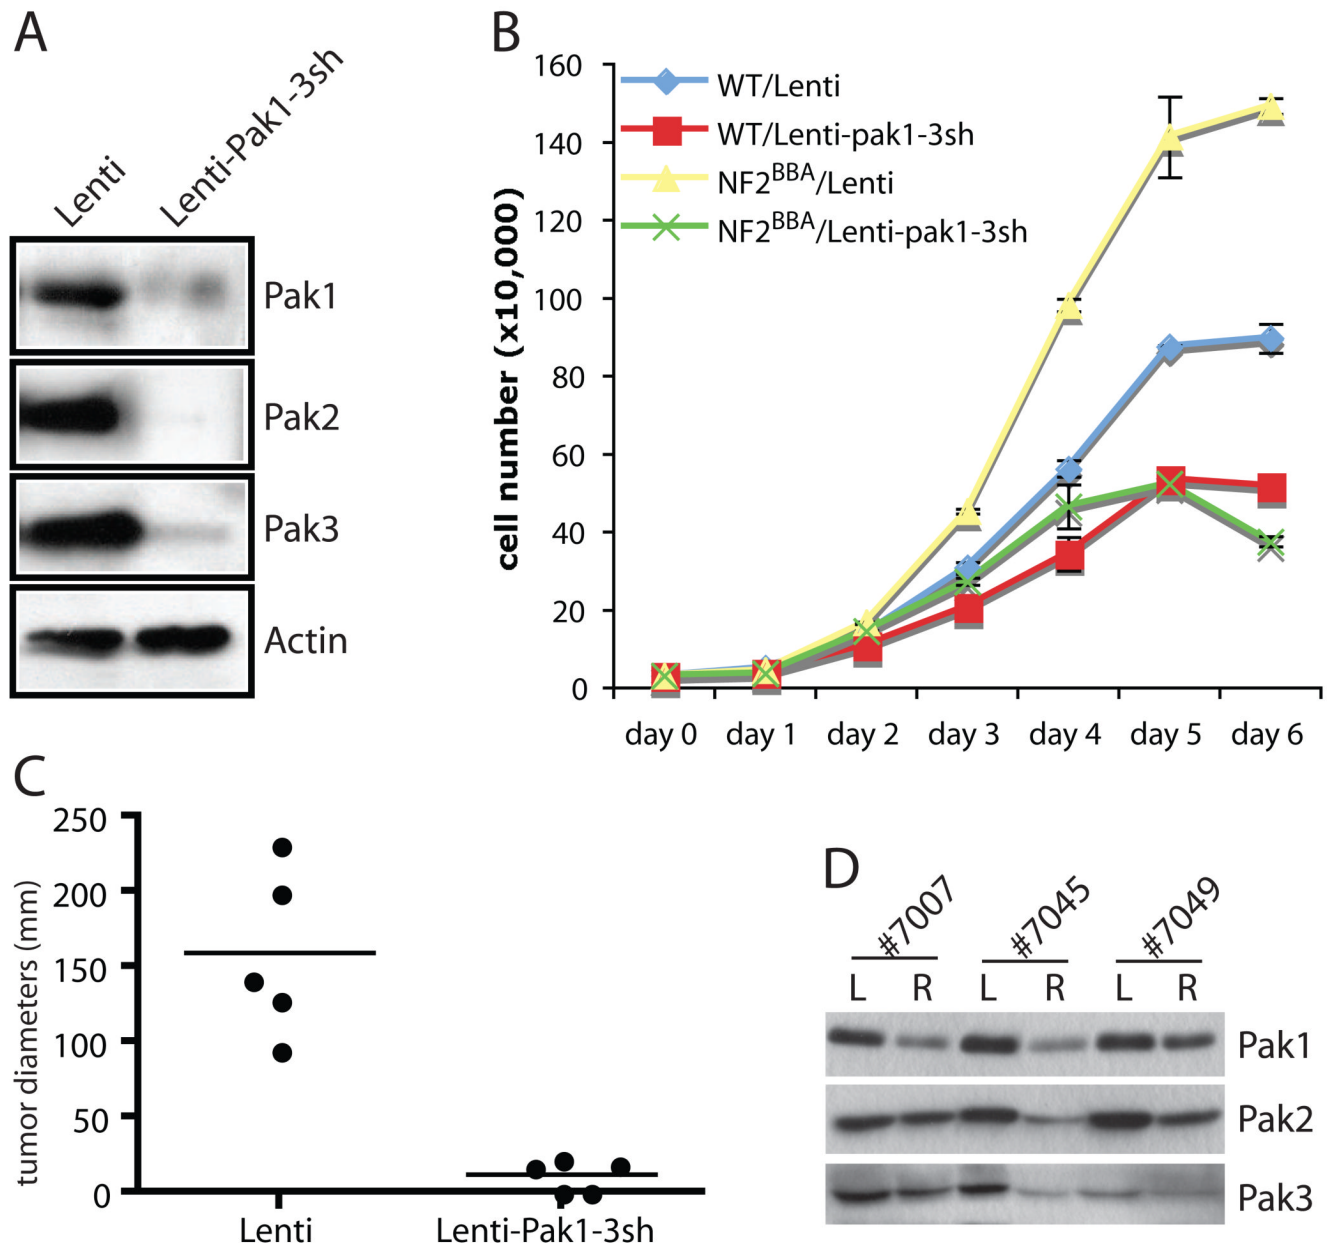 A
Lenti
Lenti-Pak1-3sh
Pak1
Pak2
Pak3
Actin
B
cell number (x10,000)
160
140
120
100
80
60
40
20
0
WT/Lenti
WT/Lenti-pak1-3sh
NF2ᴮᴮᴬ/Lenti
NF2ᴮᴮᴬ/Lenti-pak1-3sh
day 0 day 1 day 2 day 3 day 4 day 5 day 6
C
tumor diameters (mm)
250
200
150
100
50
0
Lenti Lenti-Pak1-3sh
D
#7007 #7045 #7049
L R L R L R
Pak1
Pak2
Pak3